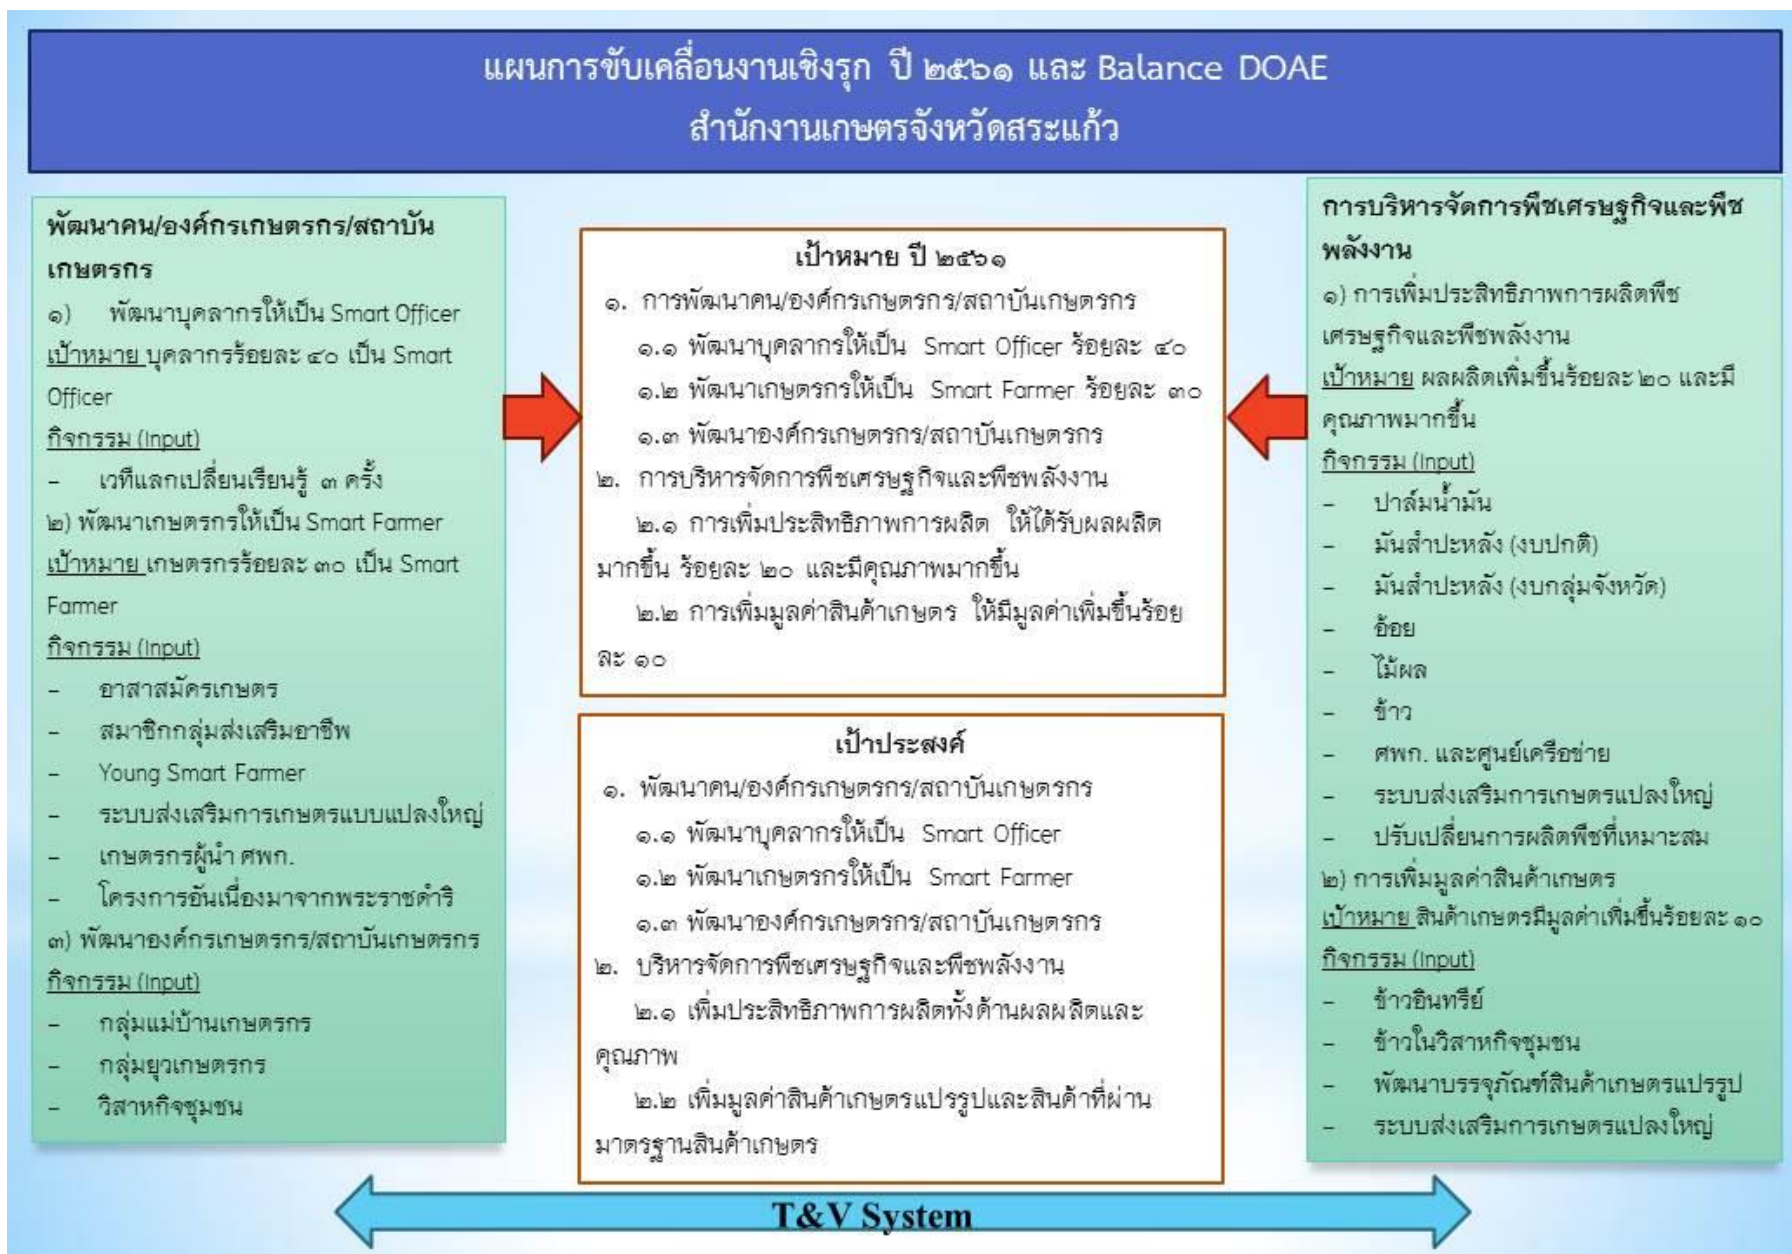 แผนการขับเคลื่อนงานเชิงรุก ปี ๒๕๖๑ และ Balance DOAE
สำนักงานเกษตรจังหวัดสระแก้ว
พัฒนาคน/องค์กรเกษตรกร/สถาบัน
เกษตรกร
๑) พัฒนาบุคลากรให้เป็น Smart Officer
เป้าหมาย บุคลากรร้อยละ ๔๐ เป็น Smart
Officer
กิจกรรม (Input)
- เวทีแลกเปลี่ยนเรียนรู้ ๓ ครั้ง
๒) พัฒนาเกษตรกรให้เป็น Smart Farmer
เป้าหมาย เกษตรกรร้อยละ ๓๐ เป็น Smart
Farmer
กิจกรรม (Input)
- อาสาสมัครเกษตร
- สมาชิกกลุ่มส่งเสริมอาชีพ
- Young Smart Farmer
- ระบบส่งเสริมการเกษตรแบบแปลงใหญ่
- เกษตรกรผู้นำ ศพก.
- โครงการอันเนื่องมาจากพระราชดำริ
๓) พัฒนาองค์กรเกษตรกร/สถาบันเกษตรกร
กิจกรรม (Input)
- กลุ่มแม่บ้านเกษตรกร
- กลุ่มยุวเกษตรกร
- วิสาหกิจชุมชน
เป้าหมาย ปี ๒๕๖๑
๑. การพัฒนาคน/องค์กรเกษตรกร/สถาบันเกษตรกร
๑.๑ พัฒนาบุคลากรให้เป็น Smart Officer ร้อยละ ๔๐
๑.๒ พัฒนาเกษตรกรให้เป็น Smart Farmer ร้อยละ ๓๐
๑.๓ พัฒนาองค์กรเกษตรกร/สถาบันเกษตรกร
๒. การบริหารจัดการพืชเศรษฐกิจและพืชพลังงาน
๒.๑ การเพิ่มประสิทธิภาพการผลิต ให้ได้รับผลผลิต
มากขึ้น ร้อยละ ๒๐ และมีคุณภาพมากขึ้น
๒.๒ การเพิ่มมูลค่าสินค้าเกษตร ให้มีมูลค่าเพิ่มขึ้นร้อย
ละ ๑๐
เป้าประสงค์
๑. พัฒนาคน/องค์กรเกษตรกร/สถาบันเกษตรกร
๑.๑ พัฒนาบุคลากรให้เป็น Smart Officer
๑.๒ พัฒนาเกษตรกรให้เป็น Smart Farmer
๑.๓ พัฒนาองค์กรเกษตรกร/สถาบันเกษตรกร
๒. บริหารจัดการพืชเศรษฐกิจและพืชพลังงาน
๒.๑ เพิ่มประสิทธิภาพการผลิตทั้งด้านผลผลิตและ
คุณภาพ
๒.๒ เพิ่มมูลค่าสินค้าเกษตรแปรรูปและสินค้าที่ผ่าน
มาตรฐานสินค้าเกษตร
การบริหารจัดการพืชเศรษฐกิจและพืช
พลังงาน
๑) การเพิ่มประสิทธิภาพการผลิตพืช
เศรษฐกิจและพืชพลังงาน
เป้าหมาย ผลผลิตเพิ่มขึ้นร้อยละ ๒๐ และมี
คุณภาพมากขึ้น
กิจกรรม (Input)
- ปาล์มน้ำมัน
- มันสำปะหลัง (งบปกติ)
- มันสำปะหลัง (งบกลุ่มจังหวัด)
- อ้อย
- ไม้ผล
- ข้าว
- ศพก. และศูนย์เครือข่าย
- ระบบส่งเสริมการเกษตรแปลงใหญ่
- ปรับเปลี่ยนการผลิตพืชที่เหมาะสม
๒) การเพิ่มมูลค่าสินค้าเกษตร
เป้าหมาย สินค้าเกษตรมีมูลค่าเพิ่มขึ้นร้อยละ ๑๐
กิจกรรม (Input)
- ข้าวอินทรีย์
- ข้าวในวิสาหกิจชุมชน
- พัฒนาบรรจุภัณฑ์สินค้าเกษตรแปรรูป
- ระบบส่งเสริมการเกษตรแปลงใหญ่
T&V System